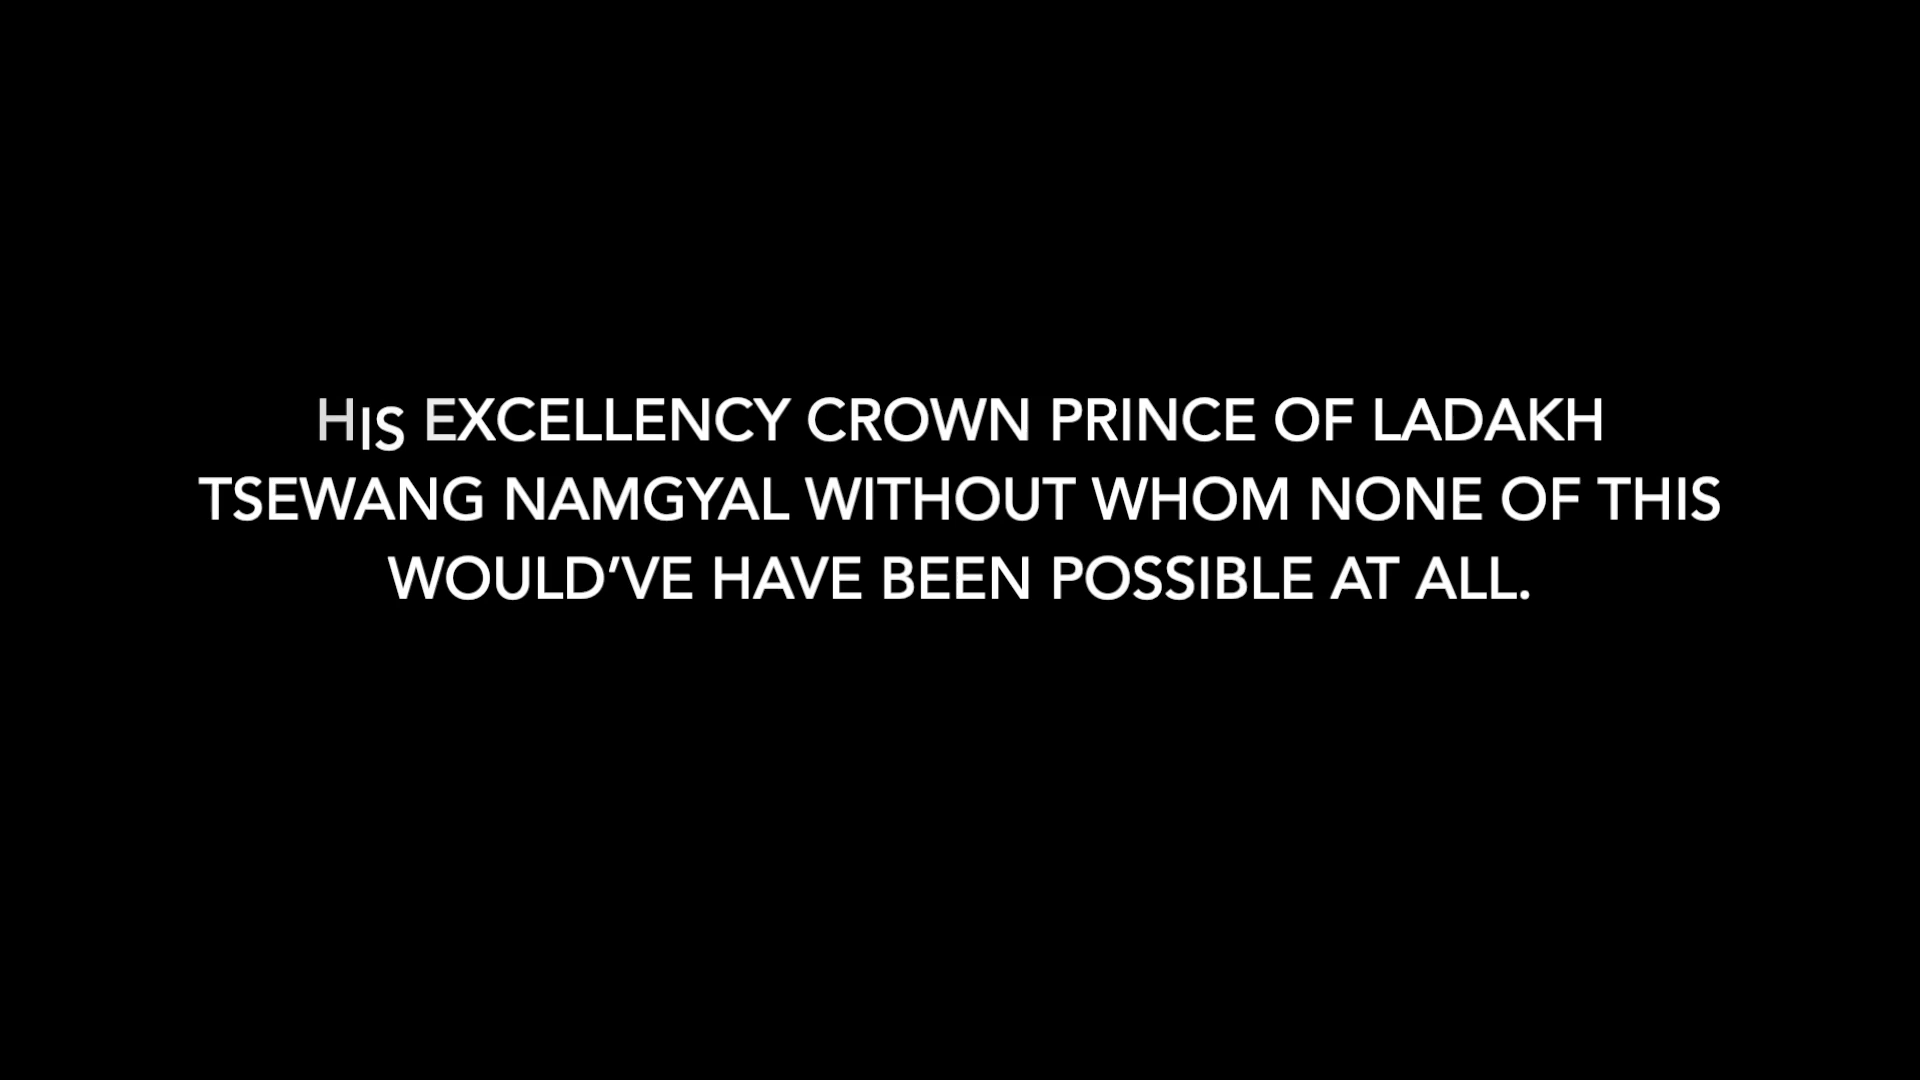 HIS EXCELLENCY CROWN PRINCE OF LADAKH
TSEWANG NAMGYAL WITHOUT WHOM NONE OF THIS
WOULD’VE HAVE BEEN POSSIBLE AT ALL.